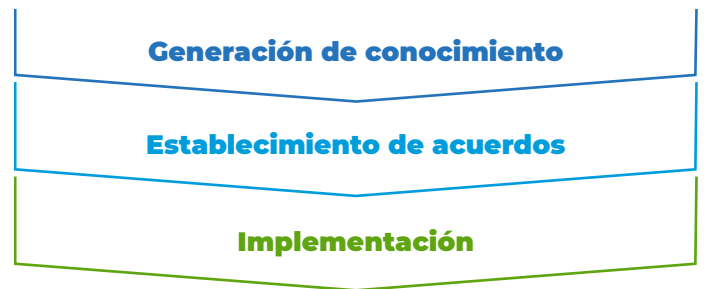 Generación de conocimiento
Establecimiento de acuerdos
Implementación